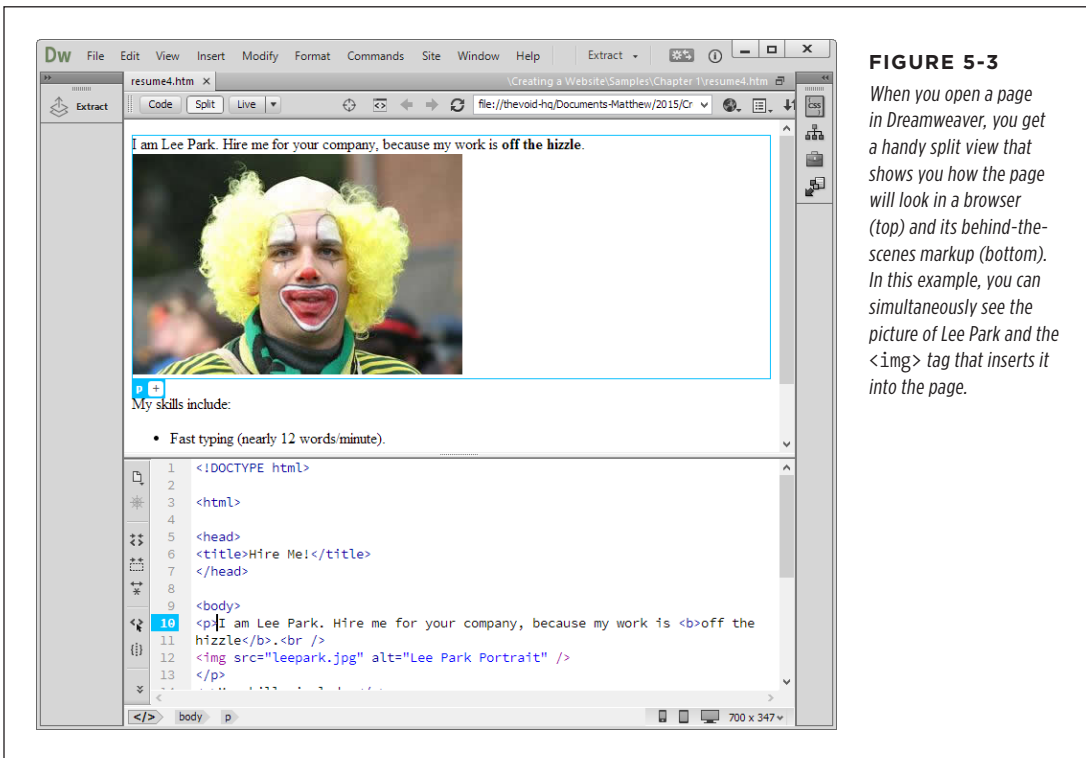 Dw File Edit View Insert Modify Format Commands Site Window Help Extract
resume4.htm × \Creating a Website\Samples\Chapter 1\resume4.htm
Extract
Code Split Live file://thevoid-hq/Documents-Matthew/2015/Cr
CSS
I am Lee Park. Hire me for your company, because my work is off the hizzle.
p +
My skills include:
• Fast typing (nearly 12 words/minute).
1 <!DOCTYPE html>
2
3 <html>
4
5 <head>
6 <title>Hire Me!</title>
7 </head>
8
9 <body>
10 <p>I am Lee Park. Hire me for your company, because my work is <b>off the
11 hizzle</b>.<br />
12 <img src="leepark.jpg" alt="Lee Park Portrait" />
13 </p>
</> body p 700 x 347
FIGURE 5-3
When you open a page
in Dreamweaver, you get
a handy split view that
shows you how the page
will look in a browser
(top) and its behind-the-
scenes markup (bottom).
In this example, you can
simultaneously see the
picture of Lee Park and the
<img> tag that inserts it
into the page.